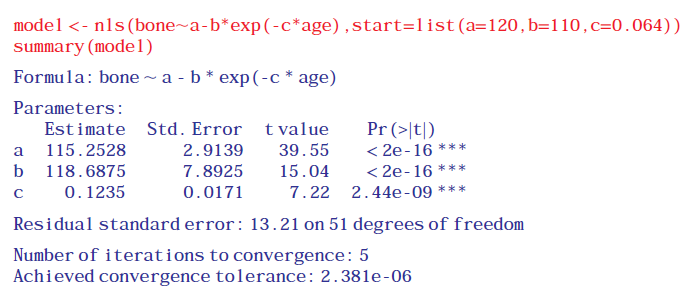 model <- nls(bone~a-b*exp(-c*age),start=list(a=120,b=110,c=0.064))
summary(model)
Formula: bone ~ a - b * exp(-c * age)
Parameters:
Estimate Std. Error t value Pr(>|t|)
a 115.2528 2.9139 39.55 < 2e-16 ***
b 118.6875 7.8925 15.04 < 2e-16 ***
c 0.1235 0.0171 7.22 2.44e-09 ***
Residual standard error: 13.21 on 51 degrees of freedom
Number of iterations to convergence: 5
Achieved convergence tolerance: 2.381e-06